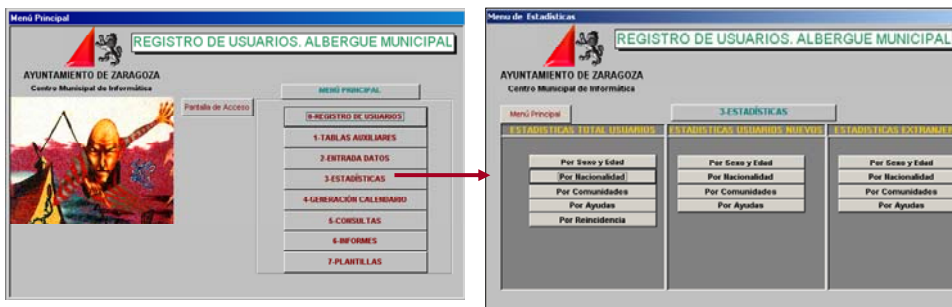 Menú Principal
REGISTRO DE USUARIOS. ALBERGUE MUNICIPAL
AYUNTAMIENTO DE ZARAGOZA
Centro Municipal de Informática
Pantalla de Acceso
MENÚ PRINCIPAL
0-REGISTRO DE USUARIOS
1-TABLAS AUXILIARES
2-ENTRADA DATOS
3-ESTADÍSTICAS
4-GENERACIÓN CALENDARIO
5-CONSULTAS
6-INFORMES
7-PLANTILLAS
Menu de Estadísticas
REGISTRO DE USUARIOS. ALBERGUE MUNICIPAL
AYUNTAMIENTO DE ZARAGOZA
Centro Municipal de Informática
Menú Principal
3-ESTADÍSTICAS
ESTADISTICAS TOTAL USUARIOS
Por Sexo y Edad
Por Nacionalidad
Por Comunidades
Por Ayudas
Por Reincidencia
ESTADISTICAS USUARIOS NUEVOS
Por Sexo y Edad
Por Nacionalidad
Por Comunidades
Por Ayudas
ESTADISTICAS EXTRANJE
Por Sexo y Edad
Por Nacionalidad
Por Comunidades
Por Ayudas